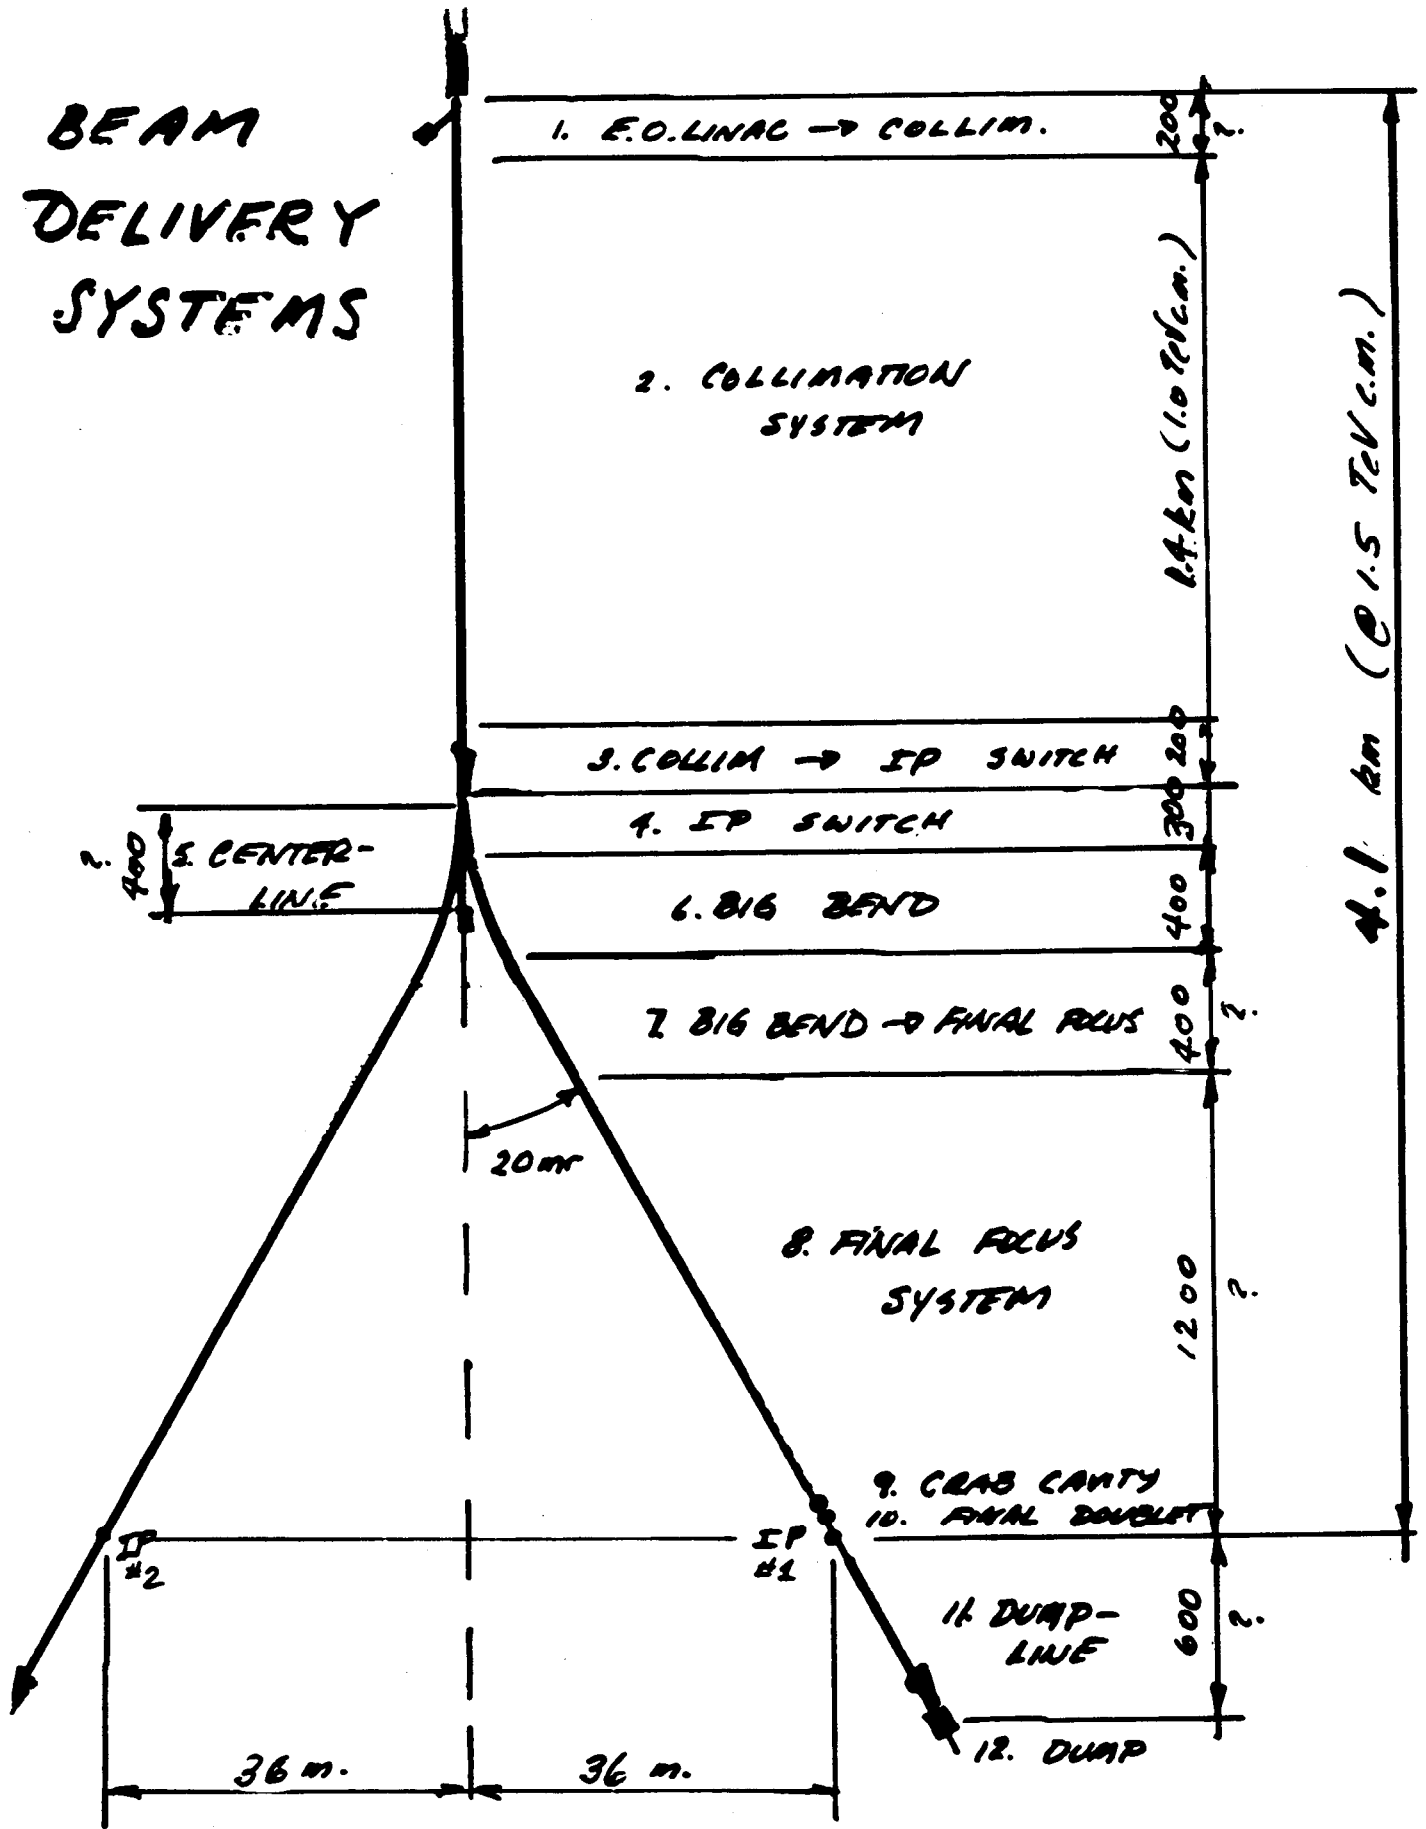 BEAM
DELIVERY
SYSTEMS
1. E.O.LINAC → COLLIM.
200
?.
2. COLLIMATION
SYSTEM
1.4 km (1.0 TeV c.m.)
4.1 km (@ 1.5 TeV c.m.)
3. COLLIM → IP SWITCH
200
?
4. IP SWITCH
300
?. 400
5. CENTER-
LINE
6. BIG BEND
400
7. BIG BEND → FINAL FOCUS
400
?.
20 mr
8. FINAL FOCUS
SYSTEM
1200
?.
9. CRAB CAVITY
10. FINAL DOUBLET
IP
#2
IP
#1
11. DUMP-
LINE
600
?.
12. DUMP
36 m.
36 m.